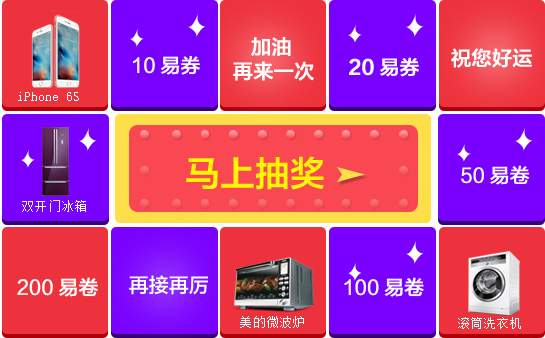 iPhone 6S
10 易券
加油
再来一次
20 易券
祝您好运
双开门冰箱
马上抽奖
50 易卷
200 易卷
再接再厉
美的微波炉
100 易卷
滚筒洗衣机